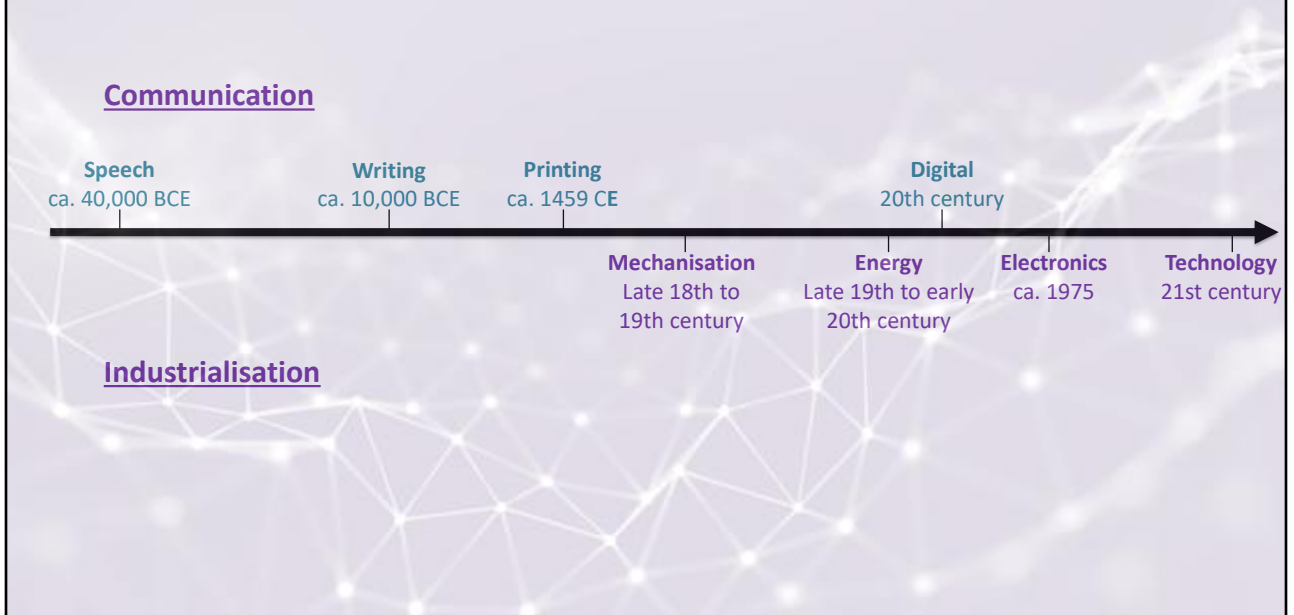 Communication
Speech
ca. 40,000 BCE
Writing
ca. 10,000 BCE
Printing
ca. 1459 CE
Digital
20th century
Mechanisation
Late 18th to
19th century
Energy
Late 19th to early
20th century
Electronics
ca. 1975
Technology
21st century
Industrialisation